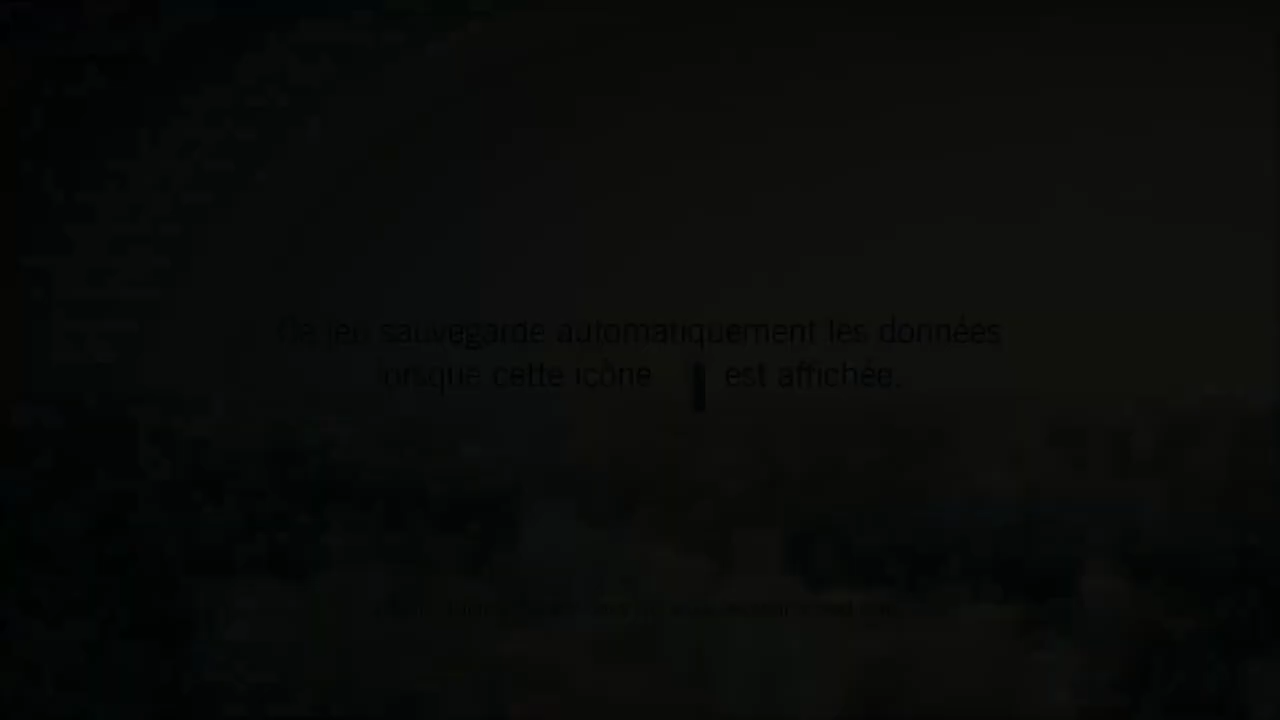 Ce jeu sauvegarde automatiquement les données
lorsque cette icône est affichée.